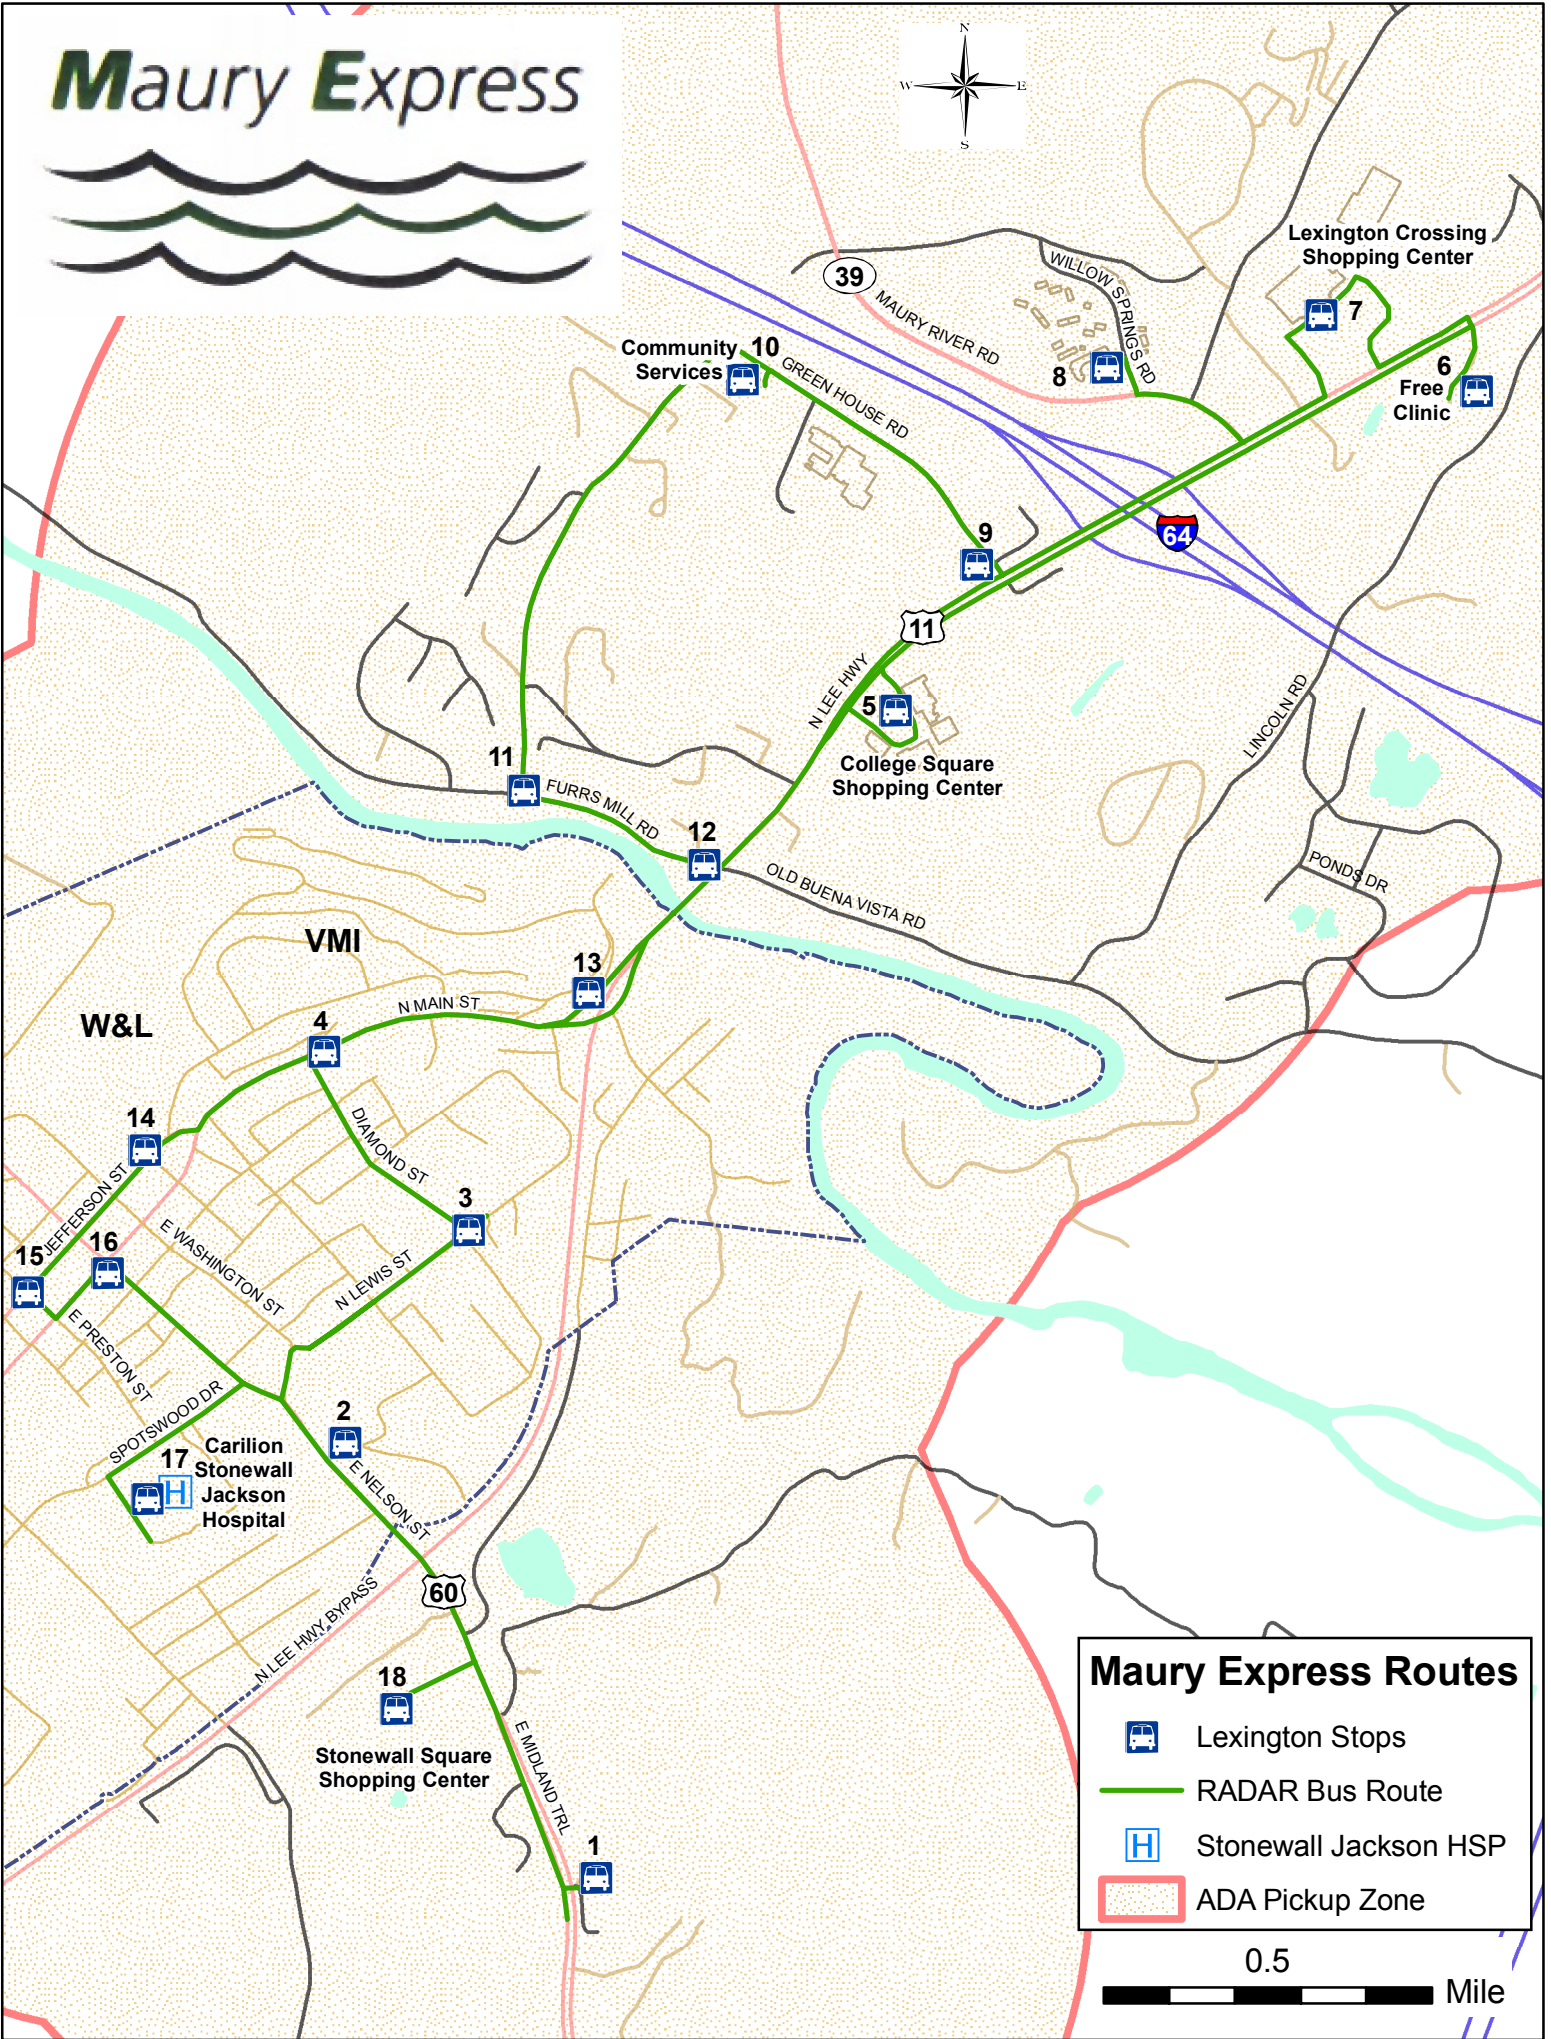 Maury Express
N
W
E
S
Lexington Crossing
Shopping Center
7
39
WILLOW SPRINGS RD
MAURY RIVER RD
8
6
Free
Clinic
Community
Services
10
GREEN HOUSE RD
9
64
11
N LEE HWY
5
College Square
Shopping Center
LINCOLN RD
11
FURRS MILL RD
12
OLD BUENA VISTA RD
PONDS DR
VMI
13
W&L
N MAIN ST
4
14
DIAMOND ST
3
JEFFERSON ST
15
16
E WASHINGTON ST
N LEWIS ST
E PRESTON ST
SPOTSWOOD DR
2
17
Carilion
Stonewall
Jackson
Hospital
H
E NELSON ST
60
N LEE HWY BYPASS
18
Stonewall Square
Shopping Center
E MIDLAND TRL
1
Maury Express Routes
Lexington Stops
RADAR Bus Route
H
Stonewall Jackson HSP
ADA Pickup Zone
0.5
Mile